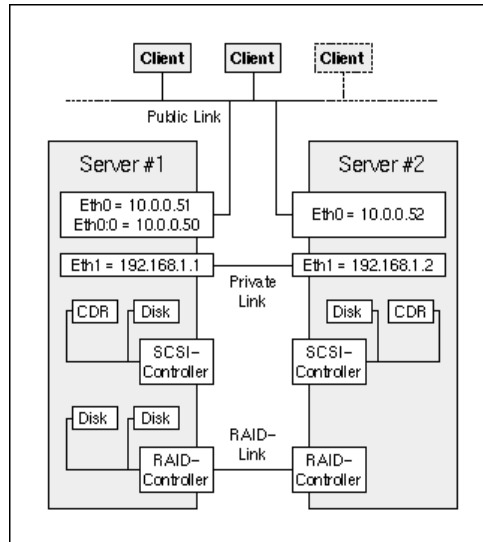 Client
Client
Client
Public Link
Server #1
Server #2
Eth0 = 10.0.0.51
Eth0:0 = 10.0.0.50
Eth0 = 10.0.0.52
Eth1 = 192.168.1.1
Eth1 = 192.168.1.2
Private
Link
CDR
Disk
Disk
CDR
SCSI-
Controller
SCSI-
Controller
Disk
Disk
RAID-
Link
RAID-
Controller
RAID-
Controller